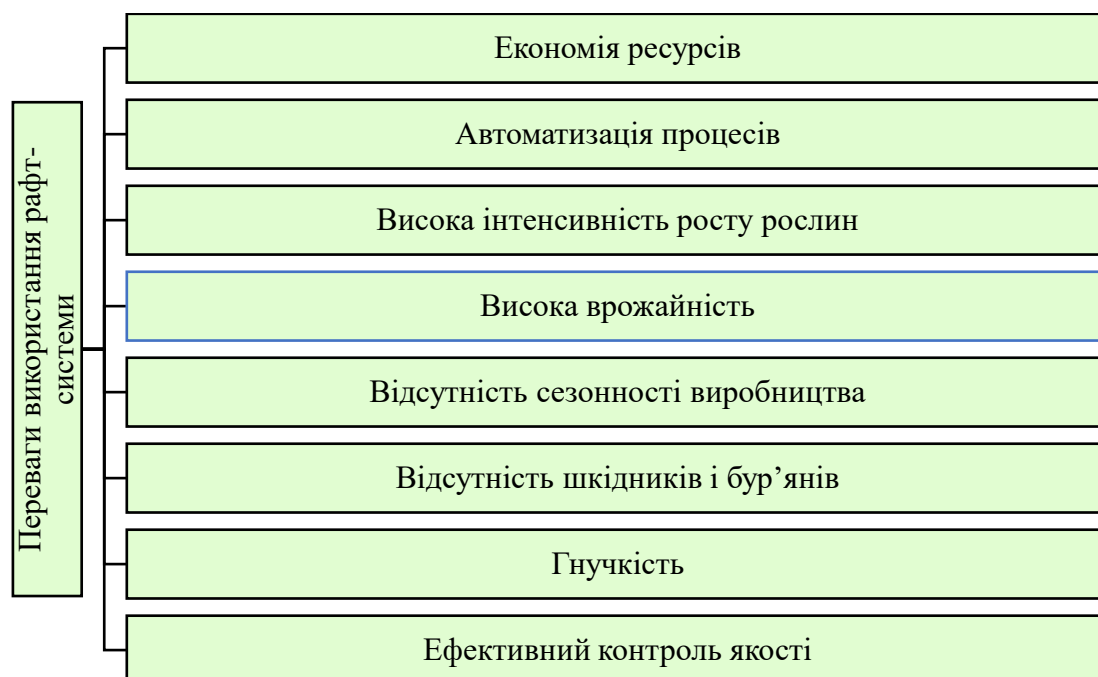 Переваги використання рафт-
системи
Економія ресурсів
Автоматизація процесів
Висока інтенсивність росту рослин
Висока врожайність
Відсутність сезонності виробництва
Відсутність шкідників і бур’янів
Гнучкість
Ефективний контроль якості